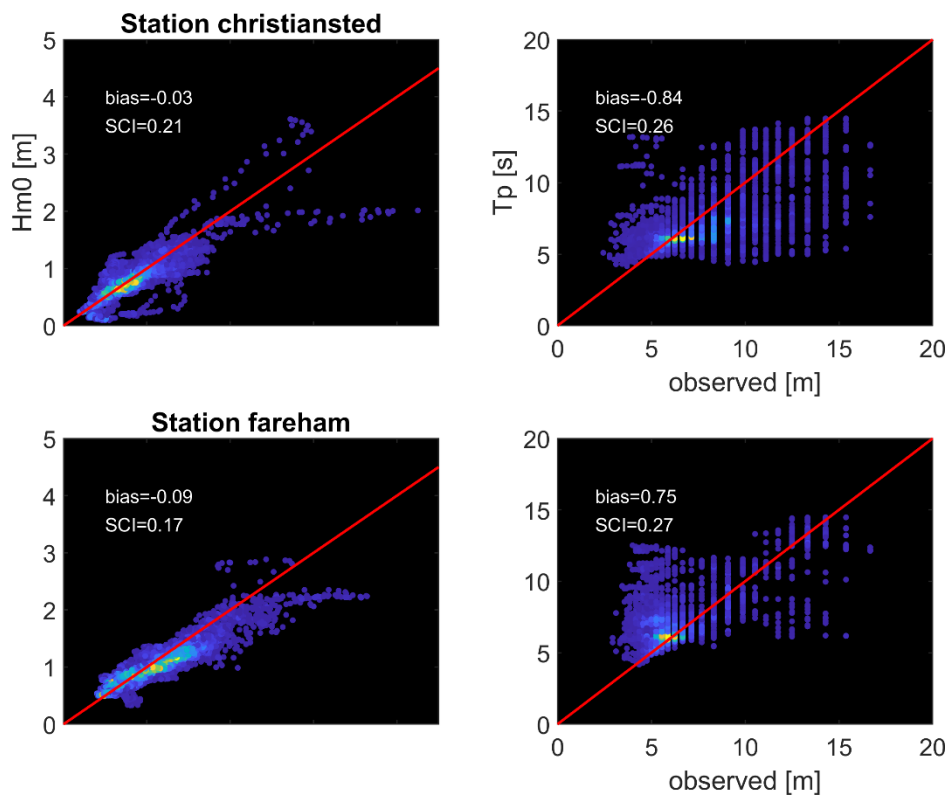 Station christiansted
5
4
3
2
1
0
Hm0 [m]
bias=-0.03
SCI=0.21
20
15
10
5
0
Tp [s]
bias=-0.84
SCI=0.26
0
5
10
15
20
observed [m]
Station fareham
5
4
3
2
1
0
bias=-0.09
SCI=0.17
20
15
10
5
0
bias=0.75
SCI=0.27
0
5
10
15
20
observed [m]